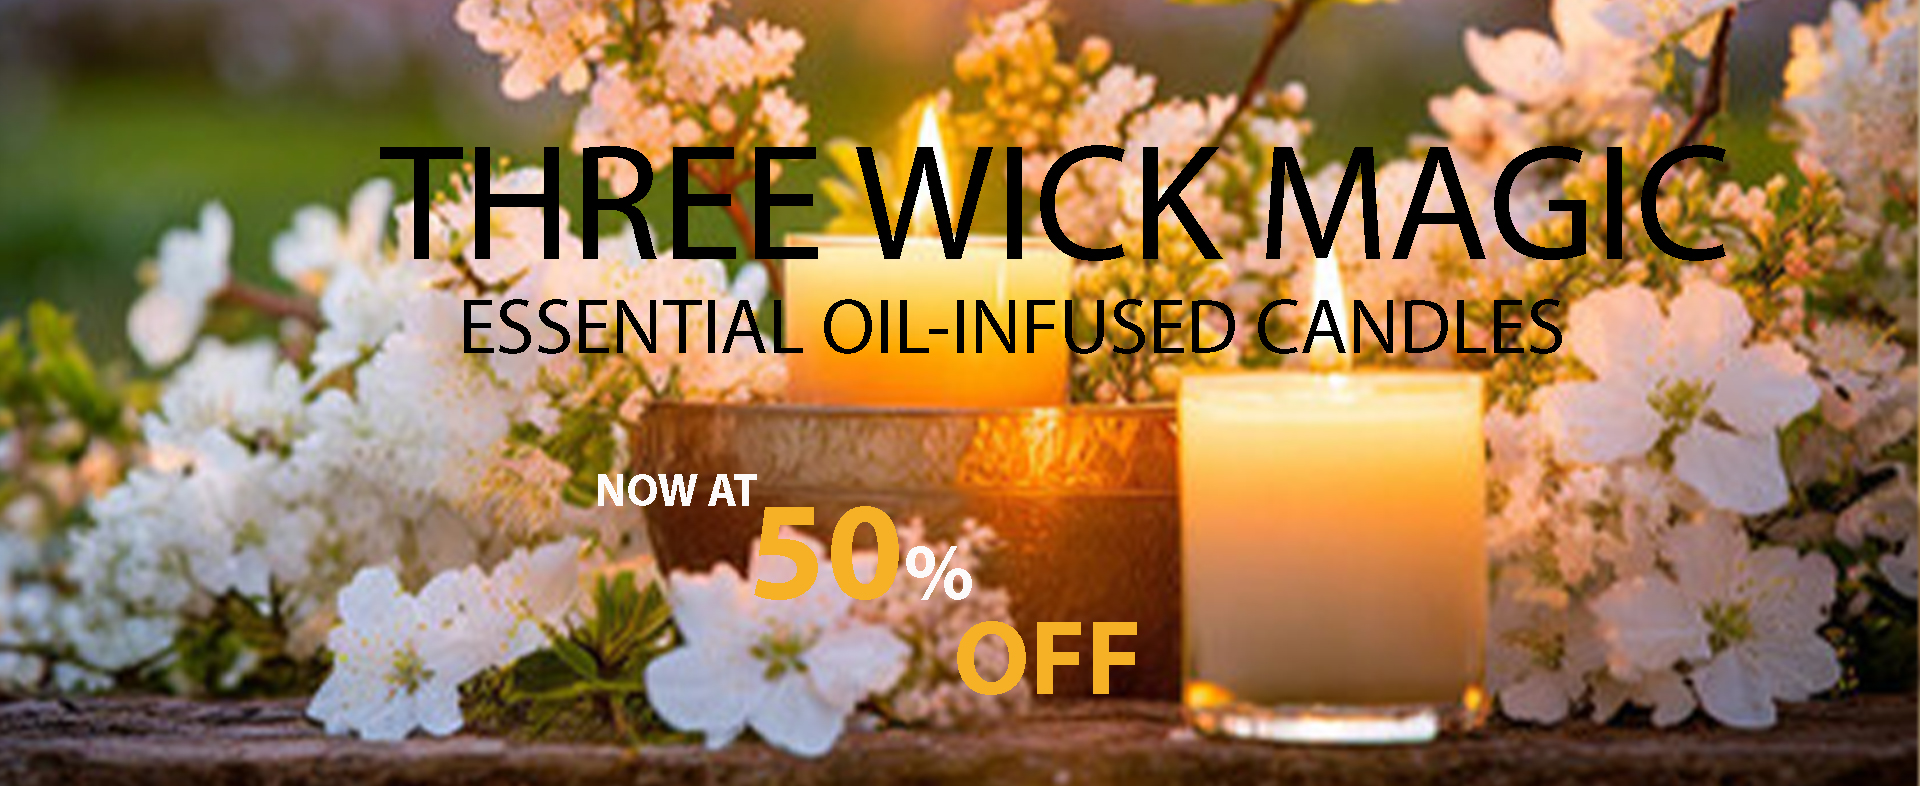 THREE WICK MAGIC
ESSENTIAL OIL-INFUSED CANDLES
NOW AT
50%
OFF